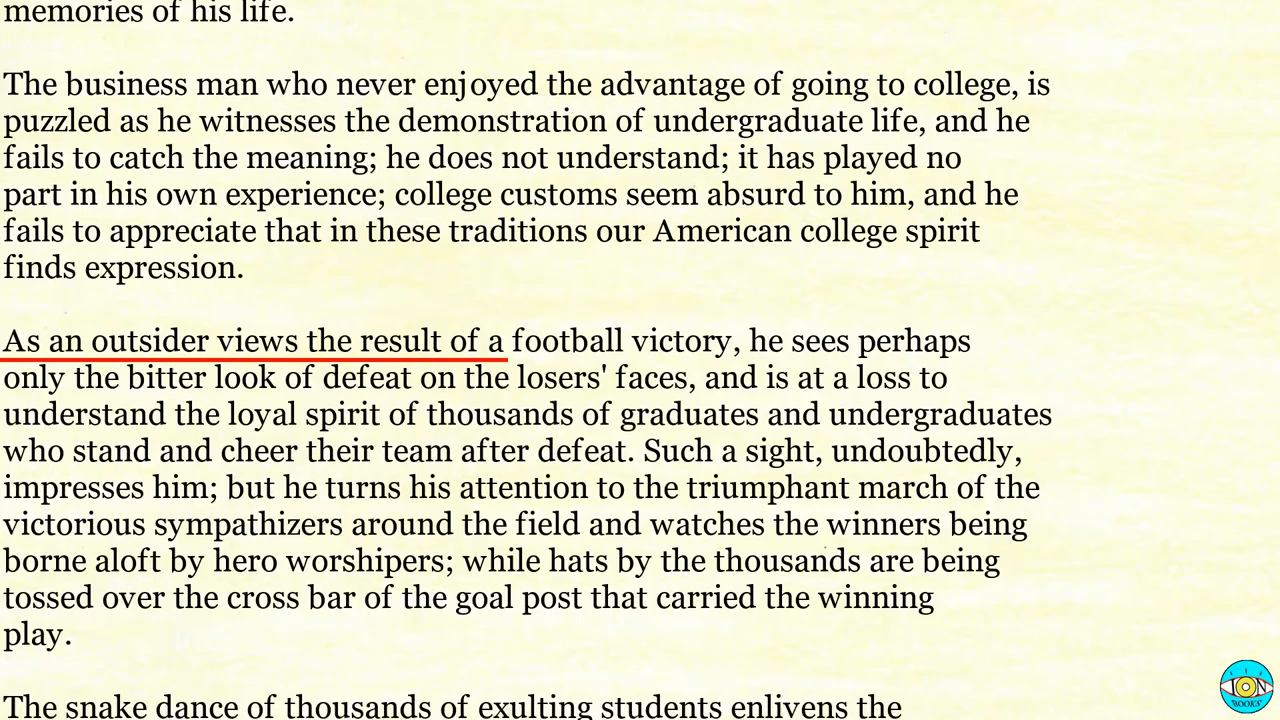 memories of his life.
The business man who never enjoyed the advantage of going to college, is
puzzled as he witnesses the demonstration of undergraduate life, and he
fails to catch the meaning; he does not understand; it has played no
part in his own experience; college customs seem absurd to him, and he
fails to appreciate that in these traditions our American college spirit
finds expression.
As an outsider views the result of a football victory, he sees perhaps
only the bitter look of defeat on the losers' faces, and is at a loss to
understand the loyal spirit of thousands of graduates and undergraduates
who stand and cheer their team after defeat. Such a sight, undoubtedly,
impresses him; but he turns his attention to the triumphant march of the
victorious sympathizers around the field and watches the winners being
borne aloft by hero worshipers; while hats by the thousands are being
tossed over the cross bar of the goal post that carried the winning
play.
The snake dance of thousands of exulting students enlivens the
ION
BOOKS